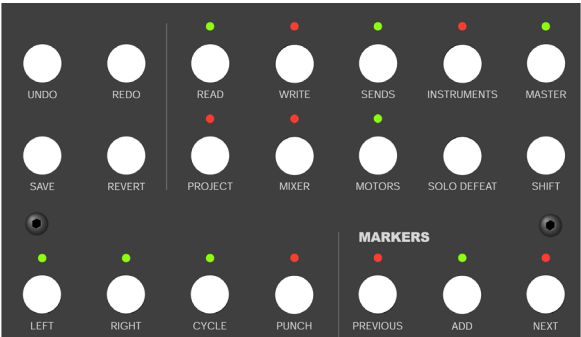 UNDO REDO READ WRITE SENDS INSTRUMENTS MASTER
SAVE REVERT PROJECT MIXER MOTORS SOLO DEFEAT SHIFT
MARKERS
LEFT RIGHT CYCLE PUNCH PREVIOUS ADD NEXT